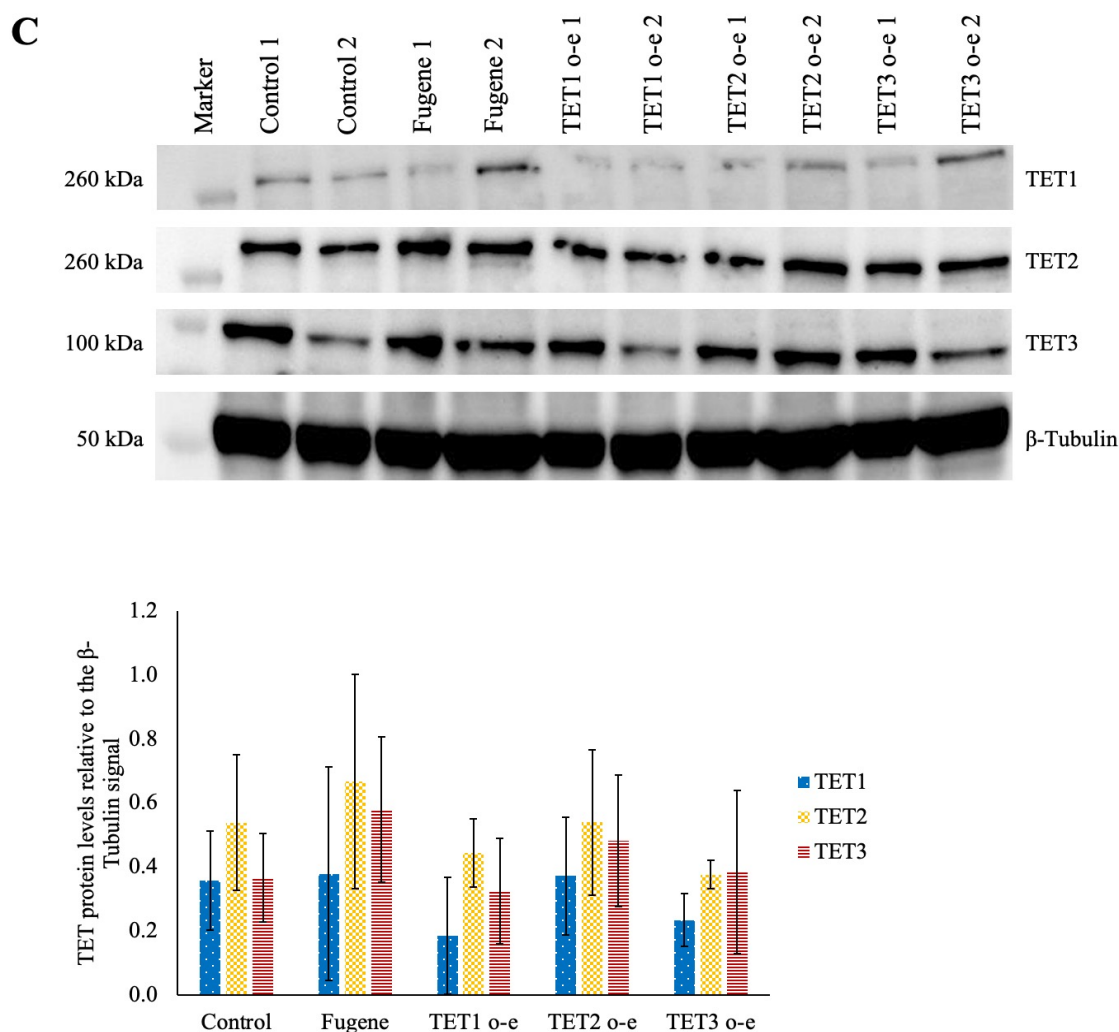 C
Marker
Control 1
Control 2
Fugene 1
Fugene 2
TET1 o-e 1
TET1 o-e 2
TET2 o-e 1
TET2 o-e 2
TET3 o-e 1
TET3 o-e 2
260 kDa
TET1
260 kDa
TET2
100 kDa
TET3
50 kDa
β-Tubulin
TET protein levels relative to the β-
Tubulin signal
1.2
1.0
0.8
0.6
0.4
0.2
0.0
TET1
TET2
TET3
Control
Fugene
TET1 o-e
TET2 o-e
TET3 o-e